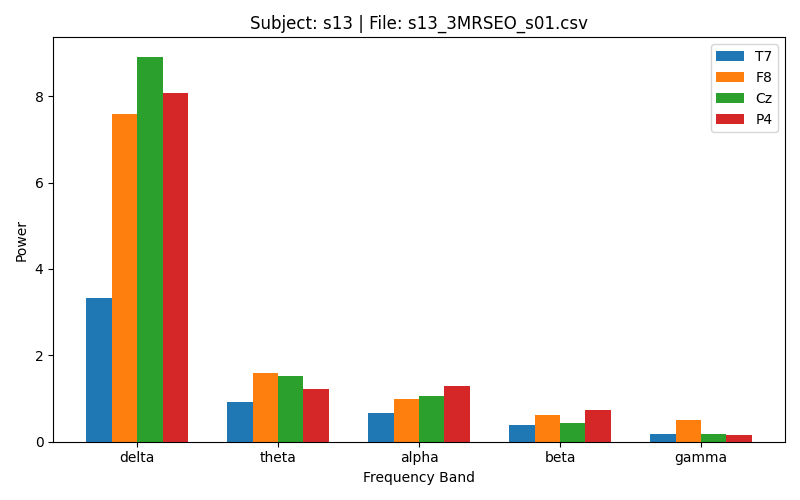 Subject: s13 | File: s13_3MRSEO_s01.csv
T7
F8
Cz
P4
Power
8
6
4
2
0
delta theta alpha beta gamma
Frequency Band